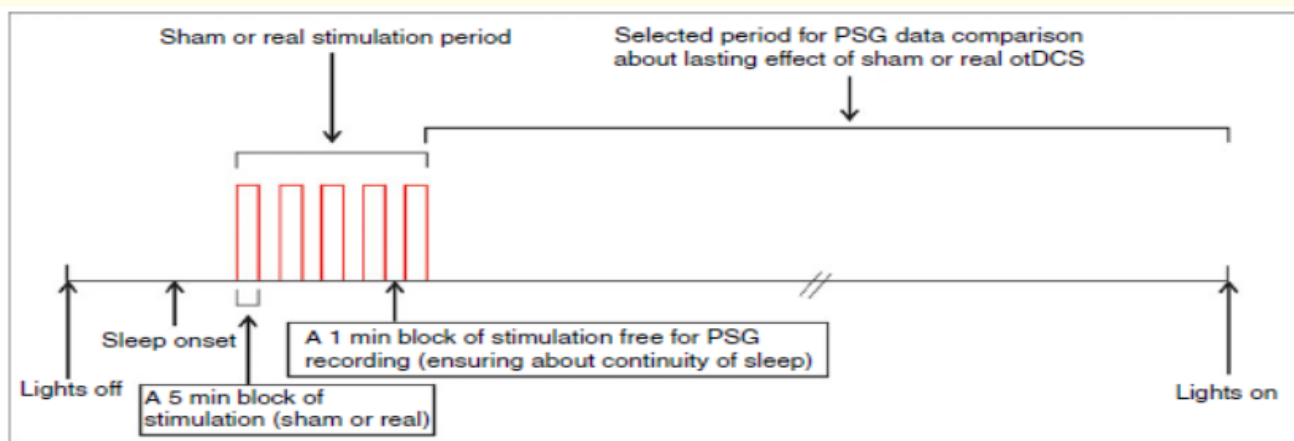 Sham or real stimulation period
Selected period for PSG data comparison
about lasting effect of sham or real otDCS
Sleep onset
A 1 min block of stimulation free for PSG
recording (ensuring about continuity of sleep)
Lights off
A 5 min block of
stimulation (sham or real)
Lights on